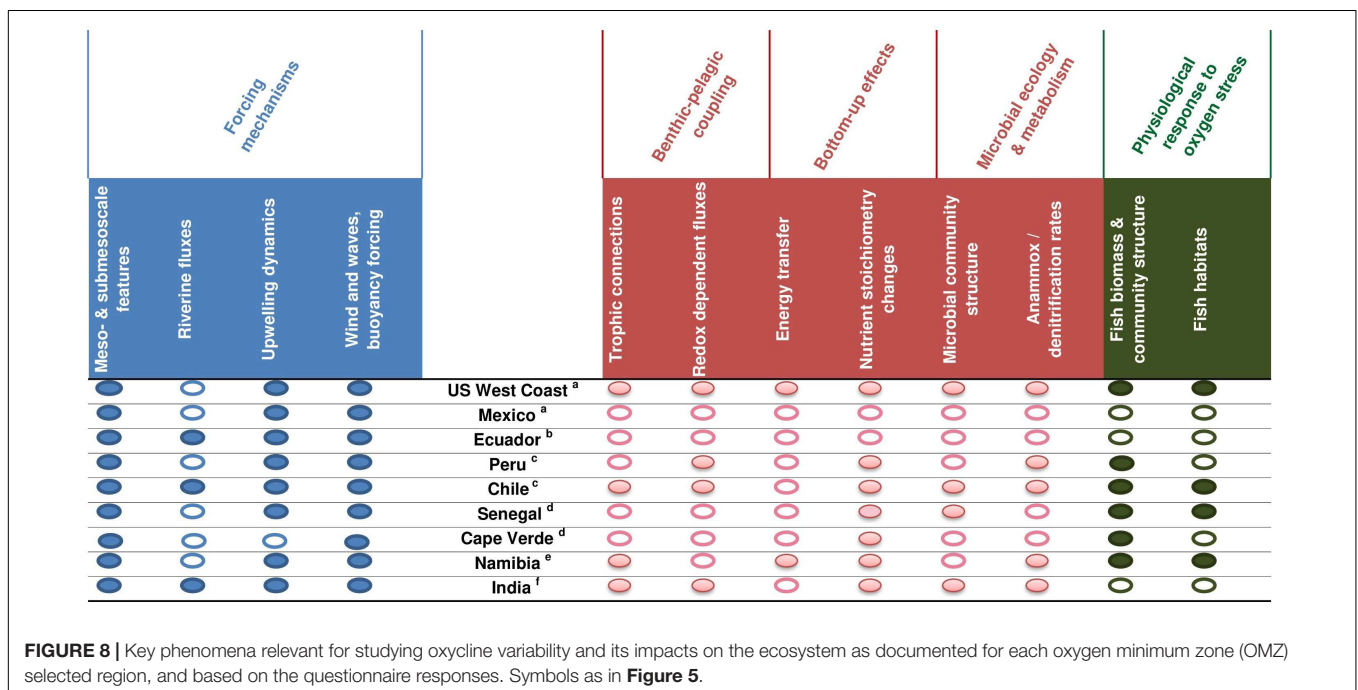 Forcing
mechanisms
Benthic-pelagic
coupling
Bottom-up effects
Microbial ecology
& metabolism
Physiological
response to
oxygen stress
Meso- & submesoscale
features
Riverine fluxes
Upwelling dynamics
Wind and waves,
buoyancy forcing
Trophic connections
Redox dependent fluxes
Energy transfer
Nutrient stoichiometry
changes
Microbial community
structure
Anammox /
denitrification rates
Fish biomass &
community structure
Fish habitats
US West Coast a
Mexico a
Ecuador b
Peru c
Chile c
Senegal d
Cape Verde d
Namibia e
India f
FIGURE 8 | Key phenomena relevant for studying oxycline variability and its impacts on the ecosystem as documented for each oxygen minimum zone (OMZ)
selected region, and based on the questionnaire responses. Symbols as in Figure 5.